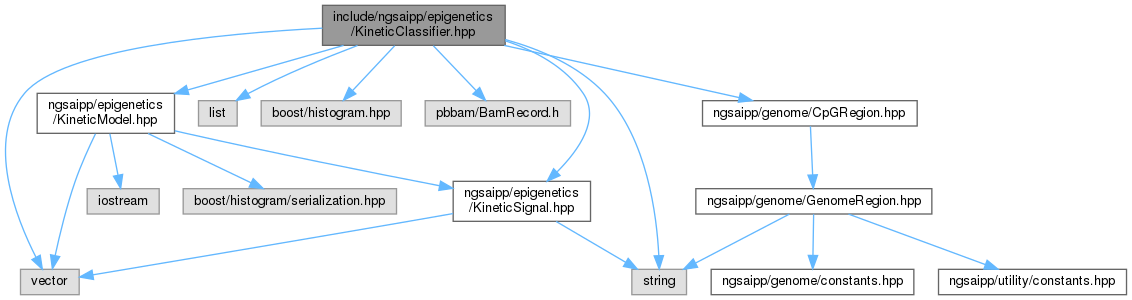 include/ngsaipp/epigenetics
/KineticClassifier.hpp
ngsaipp/epigenetics
/KineticModel.hpp
list
boost/histogram.hpp
pbbam/BamRecord.h
ngsaipp/genome/CpGRegion.hpp
iostream
boost/histogram/serialization.hpp
ngsaipp/epigenetics
/KineticSignal.hpp
ngsaipp/genome/GenomeRegion.hpp
vector
string
ngsaipp/genome/constants.hpp
ngsaipp/utility/constants.hpp